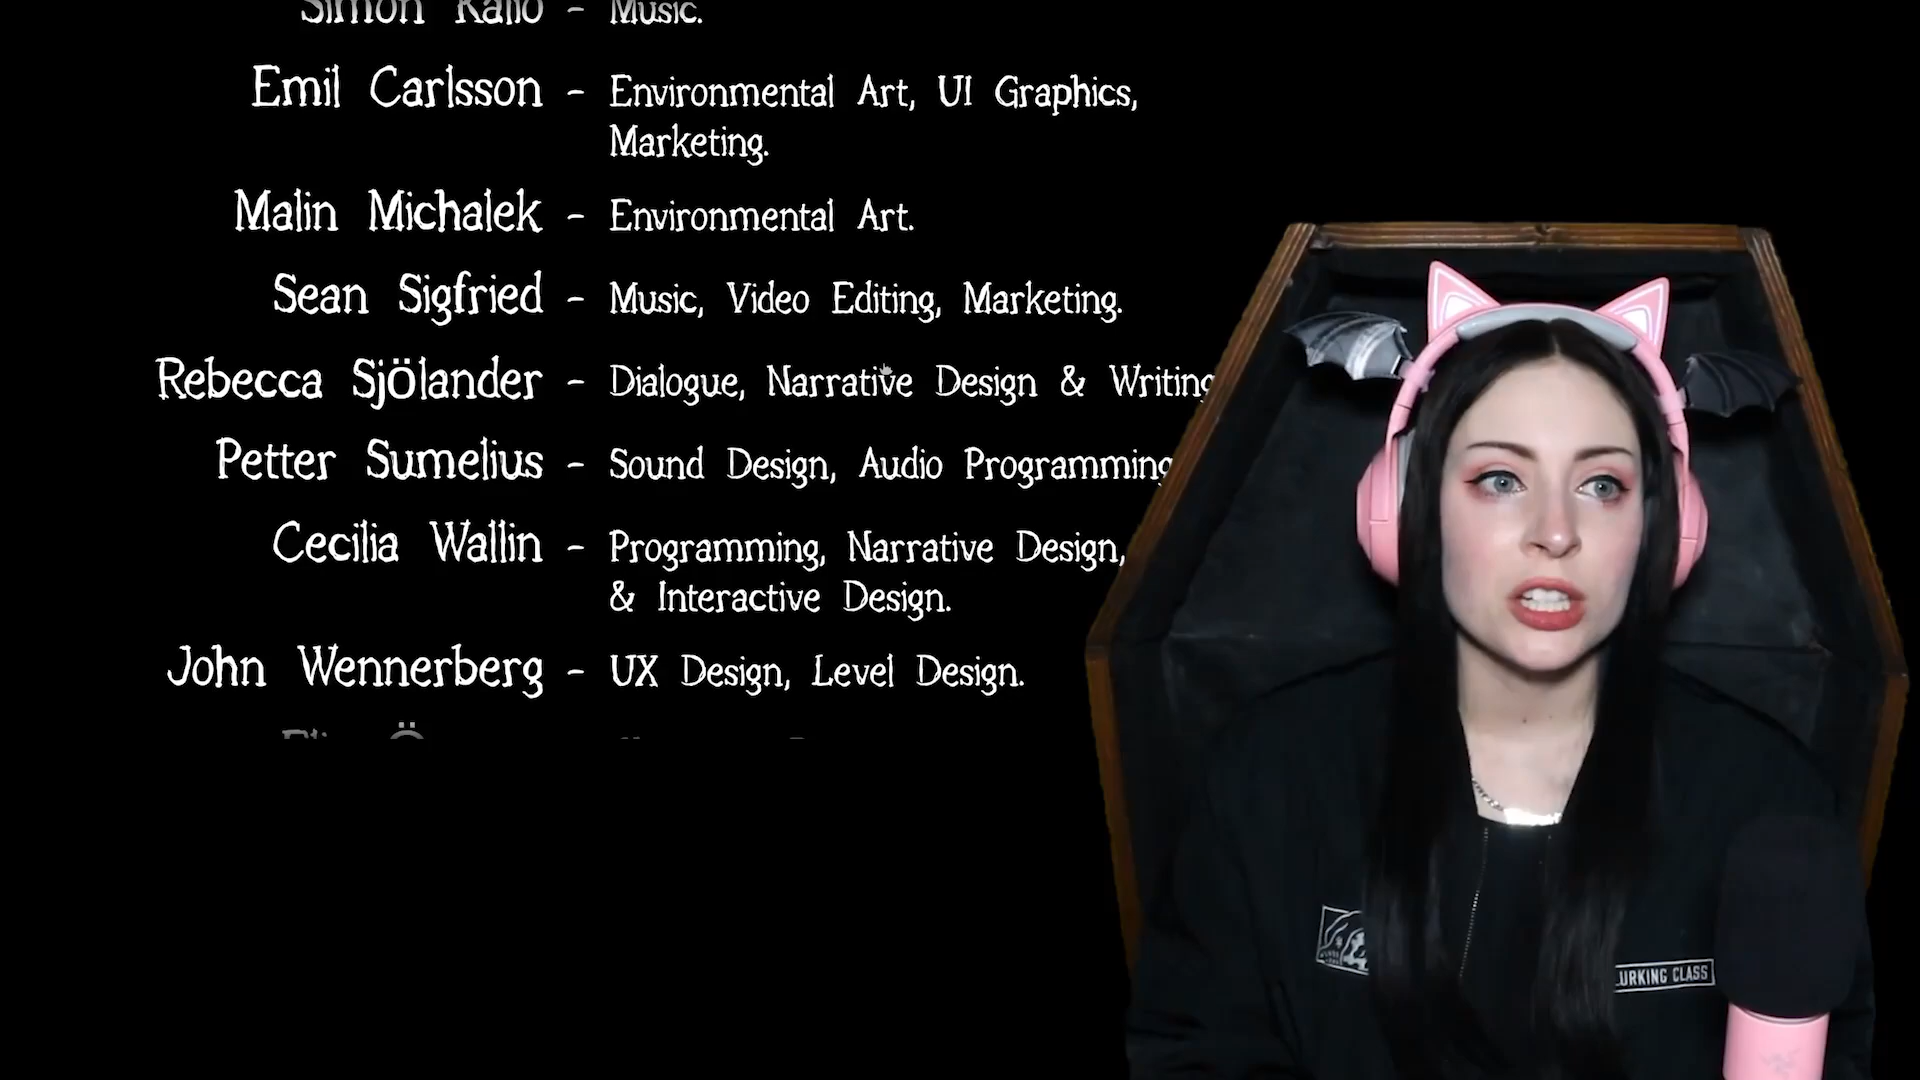 Simon Kallo - Music.
Emil Carlsson - Environmental Art, UI Graphics,
Marketing.
Malin Michalek - Environmental Art.
Sean Sigfried - Music, Video Editing, Marketing.
Rebecca Sjölander - Dialogue, Narrative Design & Writing
Petter Sumelius - Sound Design, Audio Programming
Cecilia Wallin - Programming, Narrative Design,
& Interactive Design.
John Wennerberg - UX Design, Level Design.
LURKING CLASS